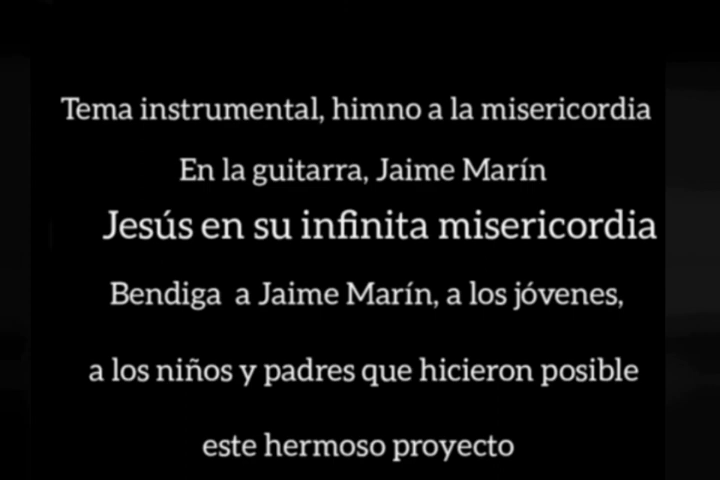 Tema instrumental, himno a la misericordia
En la guitarra, Jaime Marín
Jesús en su infinita misericordia
Bendiga a Jaime Marín, a los jóvenes,
a los niños y padres que hicieron posible
este hermoso proyecto